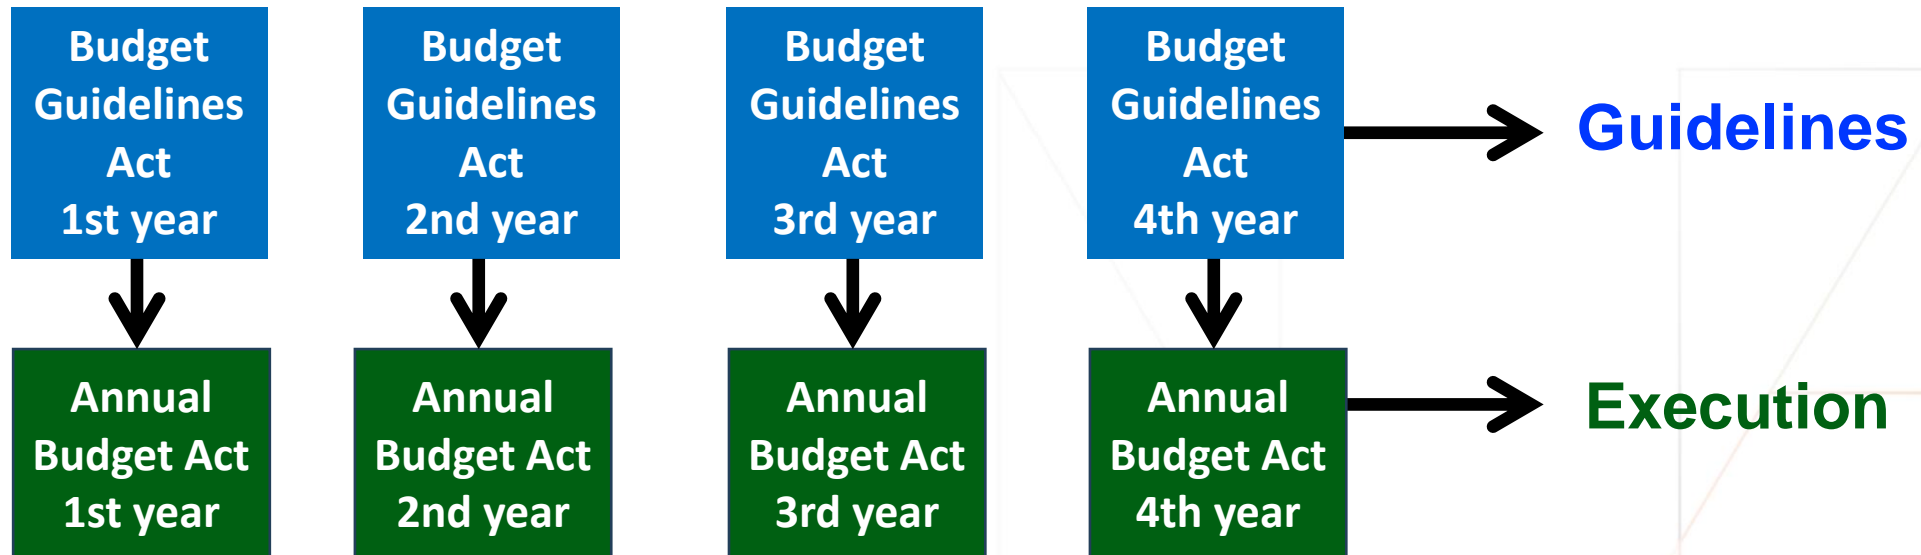 Budget
Guidelines
Act
1st year
Budget
Guidelines
Act
2nd year
Budget
Guidelines
Act
3rd year
Budget
Guidelines
Act
4th year
Guidelines
Annual
Budget Act
1st year
Annual
Budget Act
2nd year
Annual
Budget Act
3rd year
Annual
Budget Act
4th year
Execution